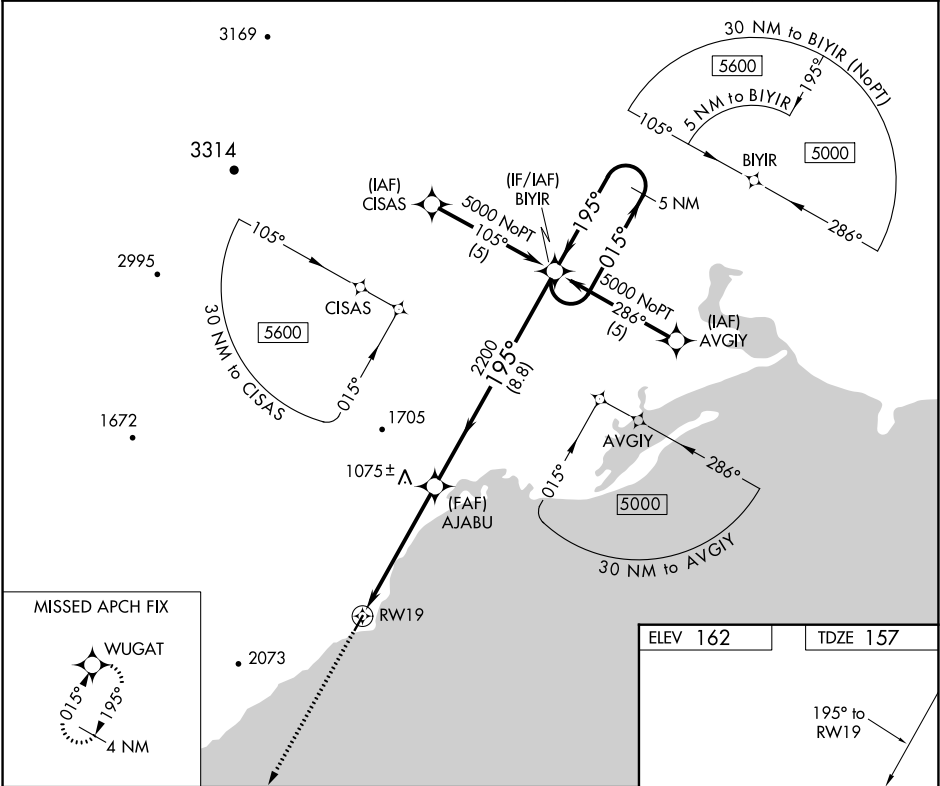 3169
3314
2995
1672
1705
1075±
2073
(IAF)
CISAS
5000 NoPT
105°
(5)
(IF/IAF)
BIYIR
195°
015°
5 NM
5000 NoPT
286°
(5)
(IAF)
AVGIY
2200
195°
(8.8)
(FAF)
AJABU
RW19
30 NM to BIYIR (NoPT)
5600
195°
5 NM to BIYIR
105°
5000
BIYIR
286°
105°
CISAS
5600
015°
30 NM to CISAS
AVGIY
015°
286°
5000
30 NM to AVGIY
MISSED APCH FIX
WUGAT
015°
195°
4 NM
ELEV 162
TDZE 157
195° to
RW19